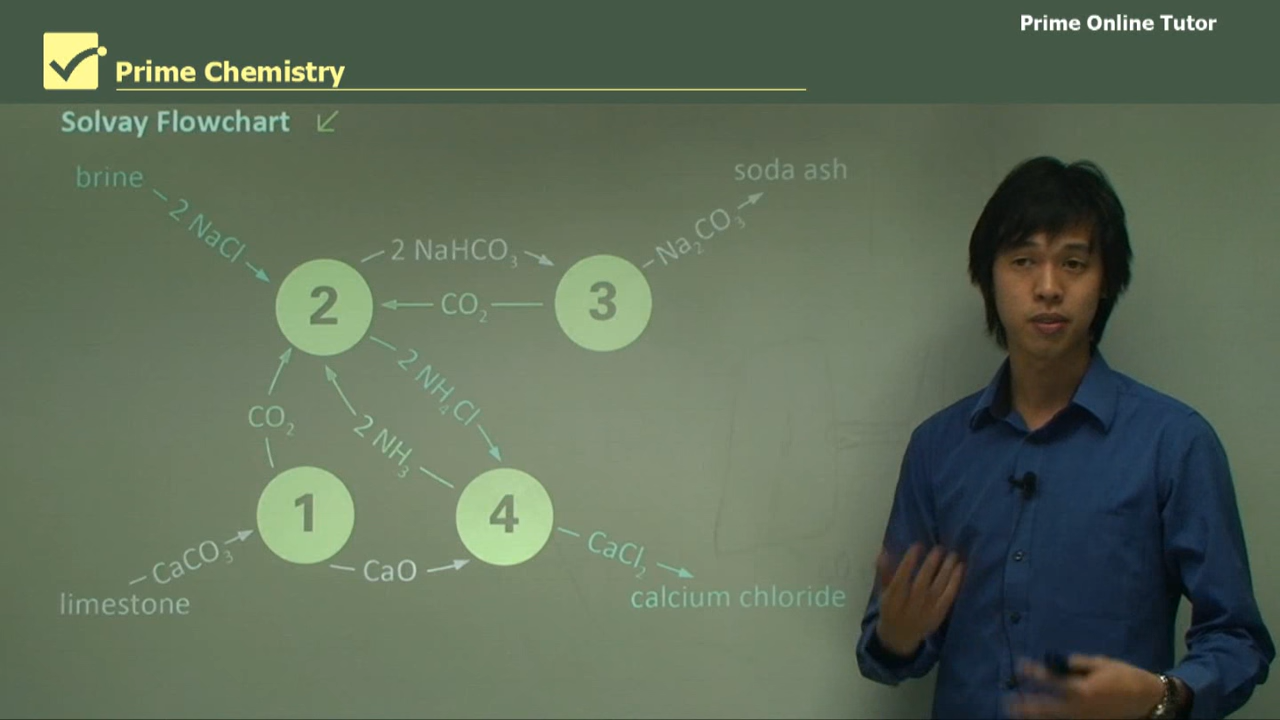 Prime Online Tutor
Prime Chemistry
Solvay Flowchart
brine
soda ash
2 NaCl
2 NaHCO₃
Na₂CO₃
2
3
CO₂
2 NH₄Cl
CO₂
2 NH₃
1
4
CaCO₃
CaO
CaCl₂
limestone
calcium chloride